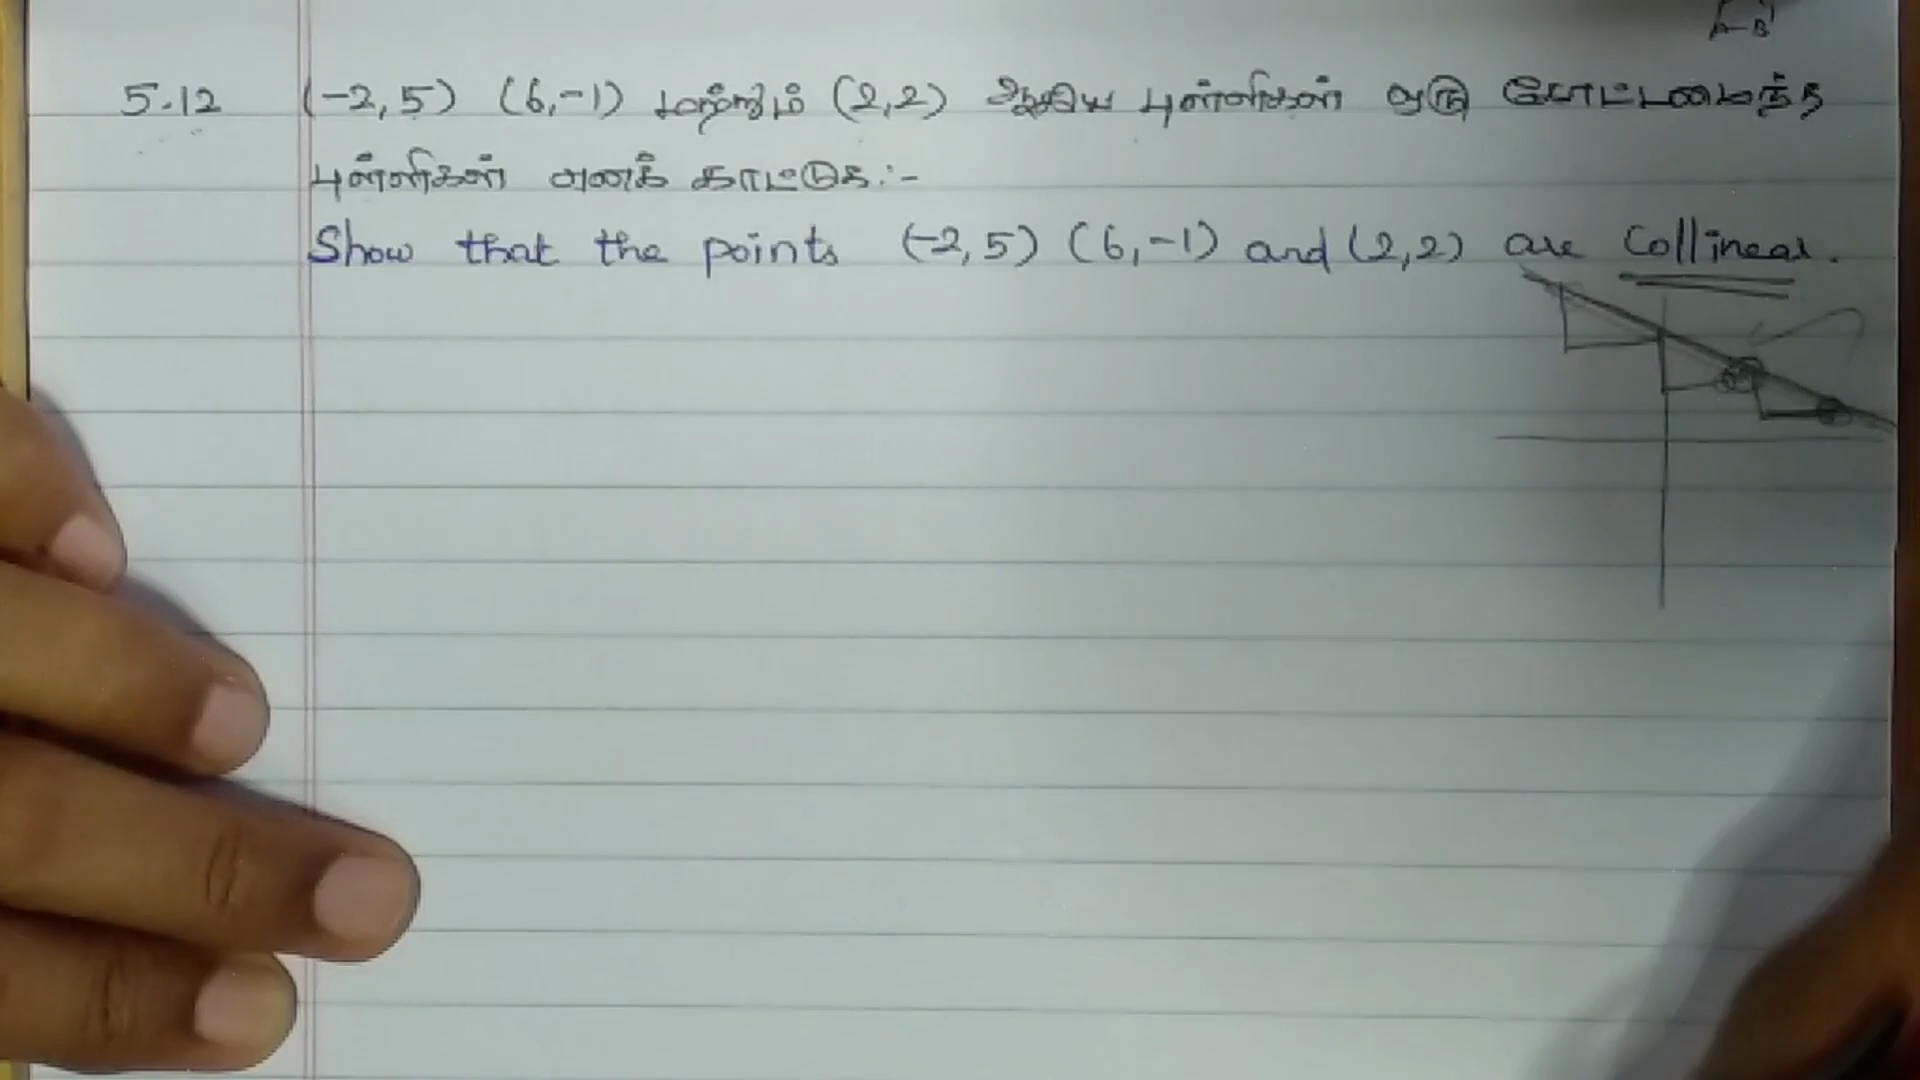 A-B
5.12 (-2,5) (6,-1) மற்றும் (2,2) ஆகிய புள்ளிகள் ஒரு கோட்டமைந்த
புள்ளிகள் எனக் காட்டுக:-
Show that the points (-2,5) (6,-1) and (2,2) are Collinear.